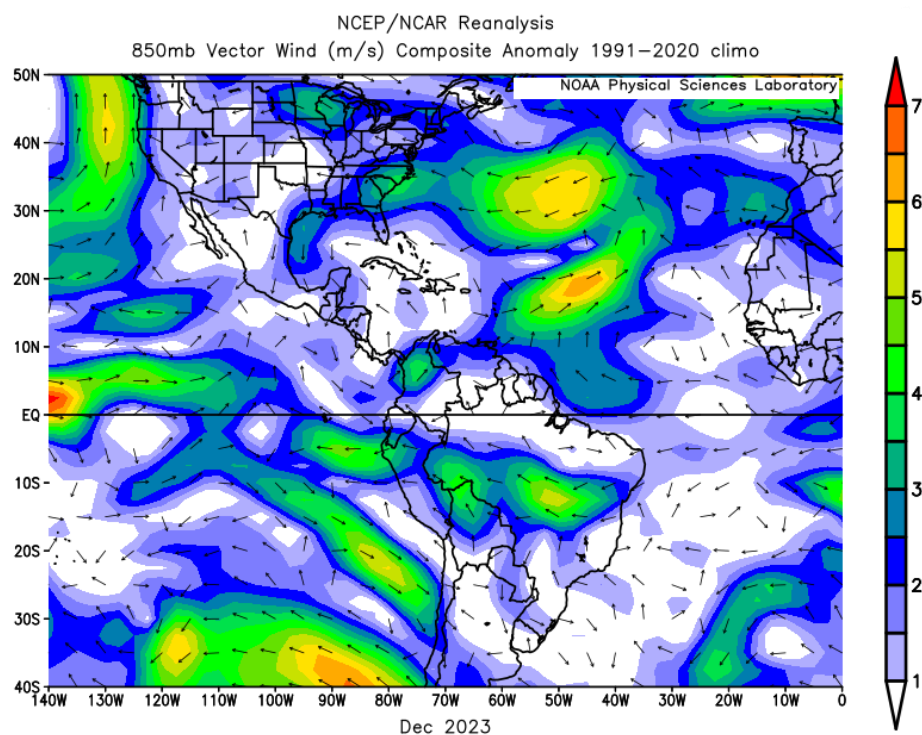 NCEP/NCAR Reanalysis
850mb Vector Wind (m/s) Composite Anomaly 1991−2020 climo
NOAA Physical Sciences Laboratory
50N
40N
30N
20N
10N
EQ
10S
20S
30S
40S
140W 130W 120W 110W 100W 90W 80W 70W 60W 50W 40W 30W 20W 10W 0
Dec 2023
7
6
5
4
3
2
1